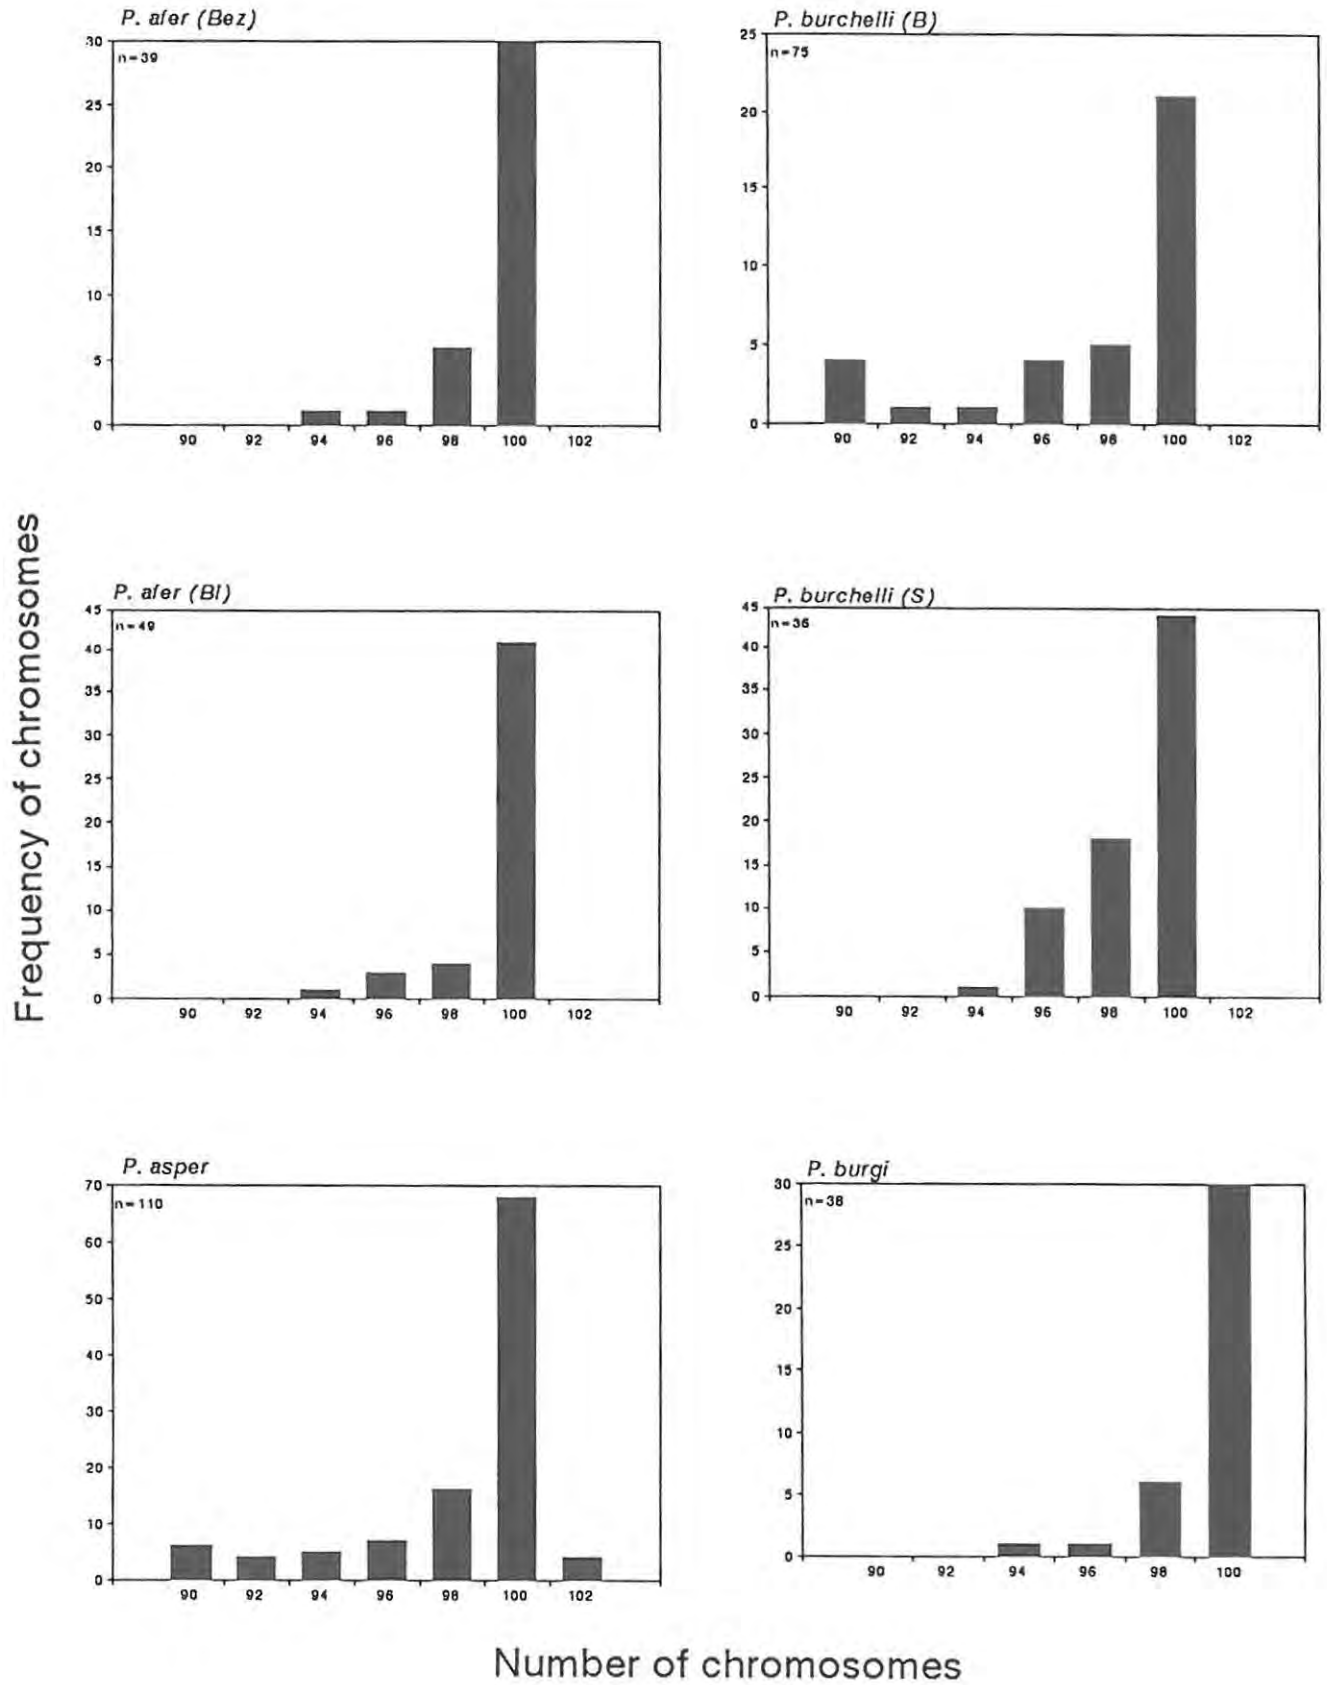 P. afer (Bez)
n=39
30
25
20
15
10
5
0
90 92 94 96 98 100 102
P. burchelli (B)
n=75
25
20
15
10
5
0
90 92 94 96 98 100 102
Frequency of chromosomes
P. afer (Bl)
n=49
45
40
35
30
25
20
15
10
5
0
90 92 94 96 98 100 102
P. burchelli (S)
n=36
45
40
35
30
25
20
15
10
5
0
90 92 94 96 98 100 102
P. asper
n=110
70
60
50
40
30
20
10
0
90 92 94 96 98 100 102
P. burgi
n=38
30
25
20
15
10
5
0
90 92 94 96 98 100
Number of chromosomes